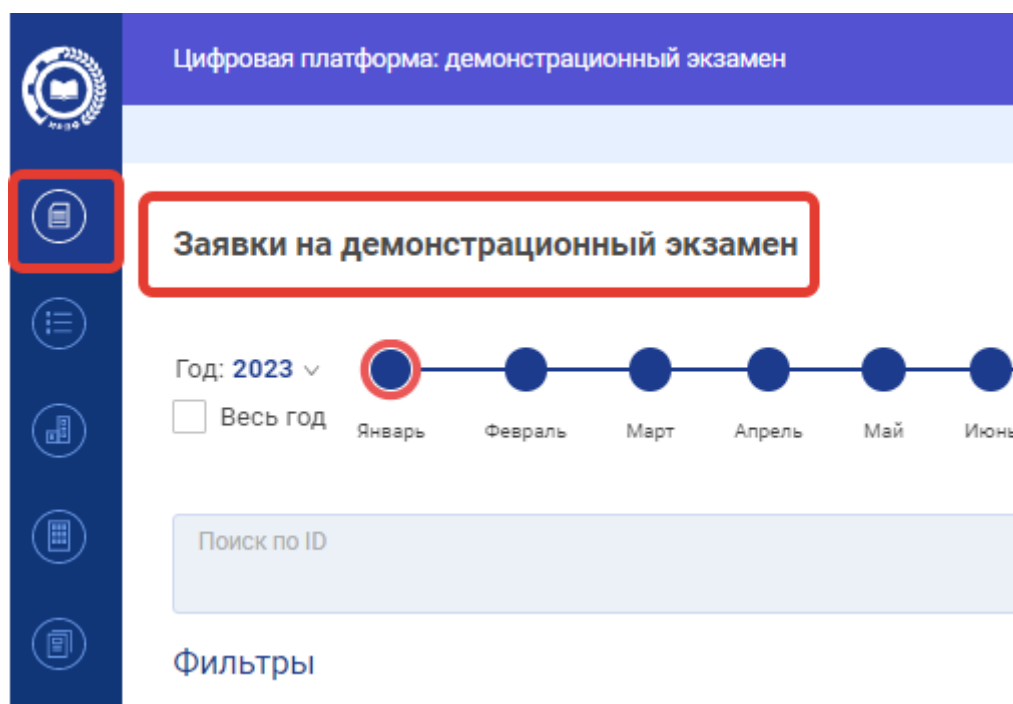 Цифровая платформа: демонстрационный экзамен
Заявки на демонстрационный экзамен
Год: 2023
Весь год
Январь Февраль Март Апрель Май
Поиск по ID
Фильтры